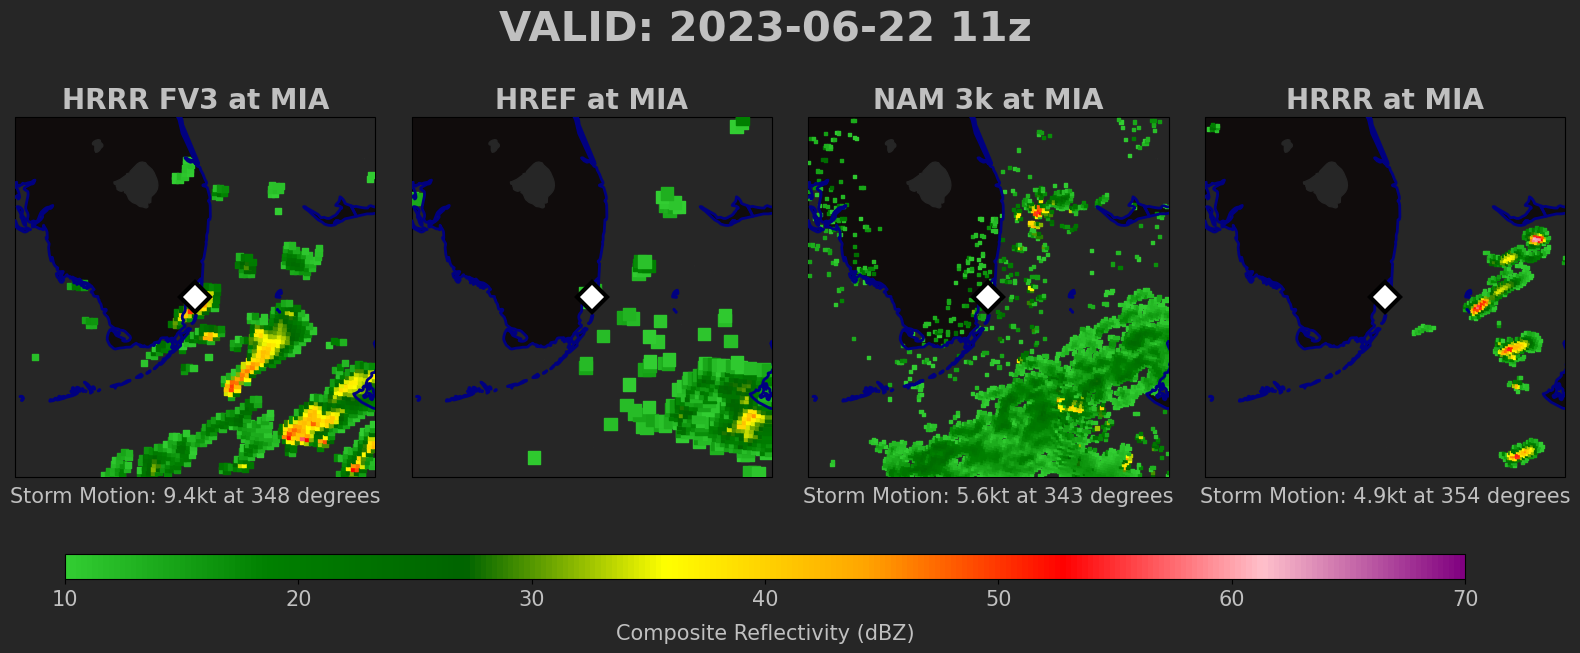 VALID: 2023-06-22 11z
HRRR FV3 at MIA
HREF at MIA
NAM 3k at MIA
HRRR at MIA
Storm Motion: 9.4kt at 348 degrees
Storm Motion: 5.6kt at 343 degrees
Storm Motion: 4.9kt at 354 degrees
10 20 30 40 50 60 70
Composite Reflectivity (dBZ)